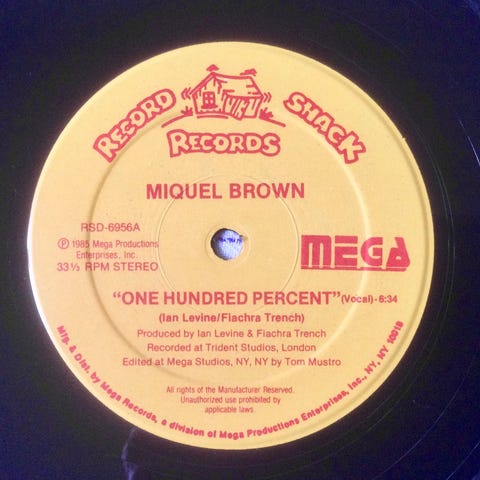 RECORD SHACK
RECORDS
MIQUEL BROWN
RSD-6956A
Ⓟ 1985 Mega Productions
Enterprises, Inc.
33⅓ RPM STEREO
MEGA
"ONE HUNDRED PERCENT" (Vocal) - 6:34
(Ian Levine/Fiachra Trench)
Produced by Ian Levine & Fiachra Trench
Recorded at Trident Studios, London
Edited at Mega Studios, NY, NY by Tom Mustro
All rights of the Manufacturer Reserved.
Unauthorized use prohibited by
applicable laws.
Mfg. & Dist. by Mega Records, a division of Mega Productions Enterprises, Inc., NY, NY 10018